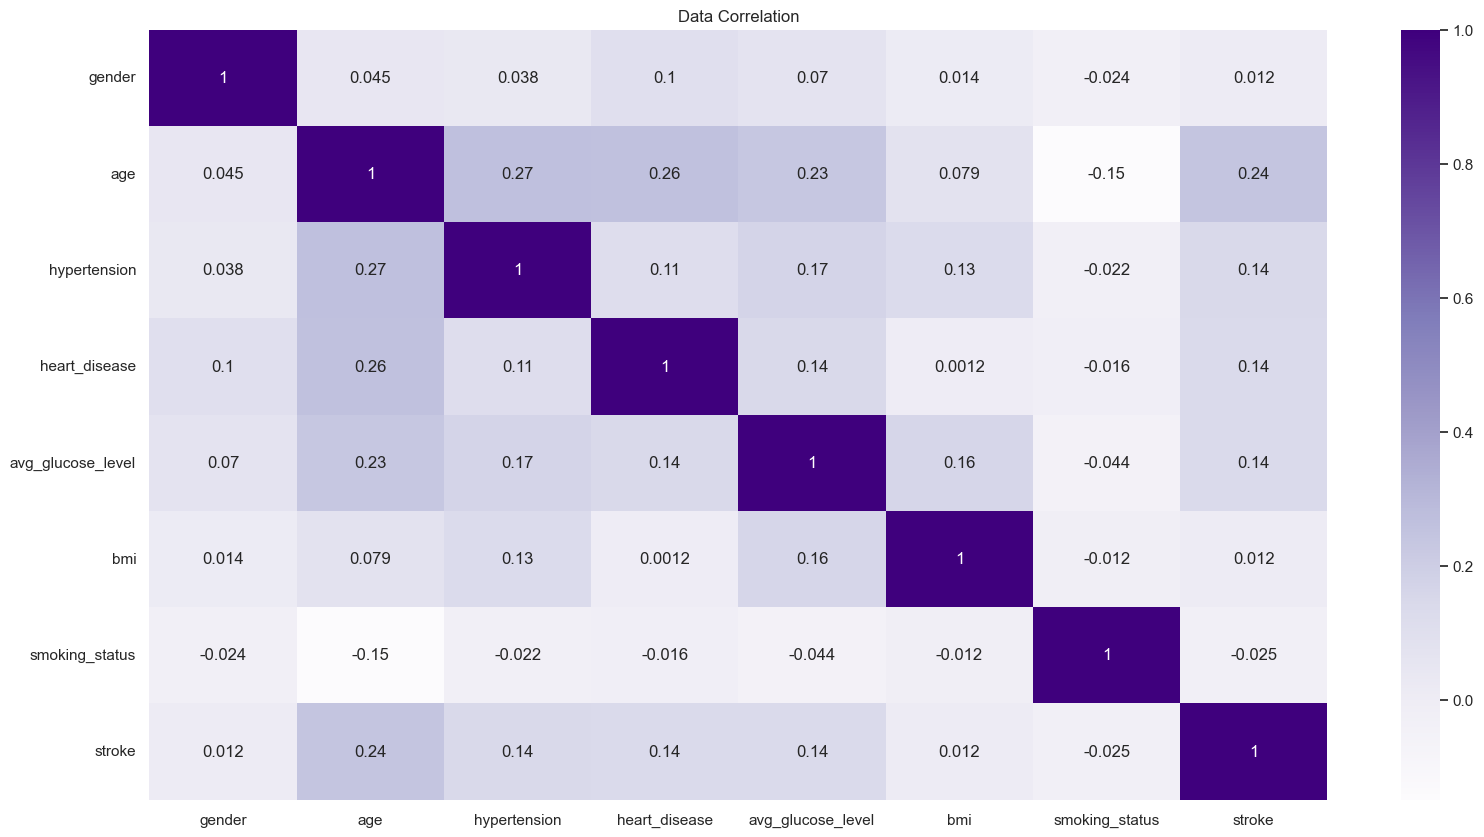 Data Correlation
gender 1 0.045 0.038 0.1 0.07 0.014 -0.024 0.012
age 0.045 1 0.27 0.26 0.23 0.079 -0.15 0.24
hypertension 0.038 0.27 1 0.11 0.17 0.13 -0.022 0.14
heart_disease 0.1 0.26 0.11 1 0.14 0.0012 -0.016 0.14
avg_glucose_level 0.07 0.23 0.17 0.14 1 0.16 -0.044 0.14
bmi 0.014 0.079 0.13 0.0012 0.16 1 -0.012 0.012
smoking_status -0.024 -0.15 -0.022 -0.016 -0.044 -0.012 1 -0.025
stroke 0.012 0.24 0.14 0.14 0.14 0.012 -0.025 1
gender age hypertension heart_disease avg_glucose_level bmi smoking_status stroke
1.0
0.8
0.6
0.4
0.2
0.0